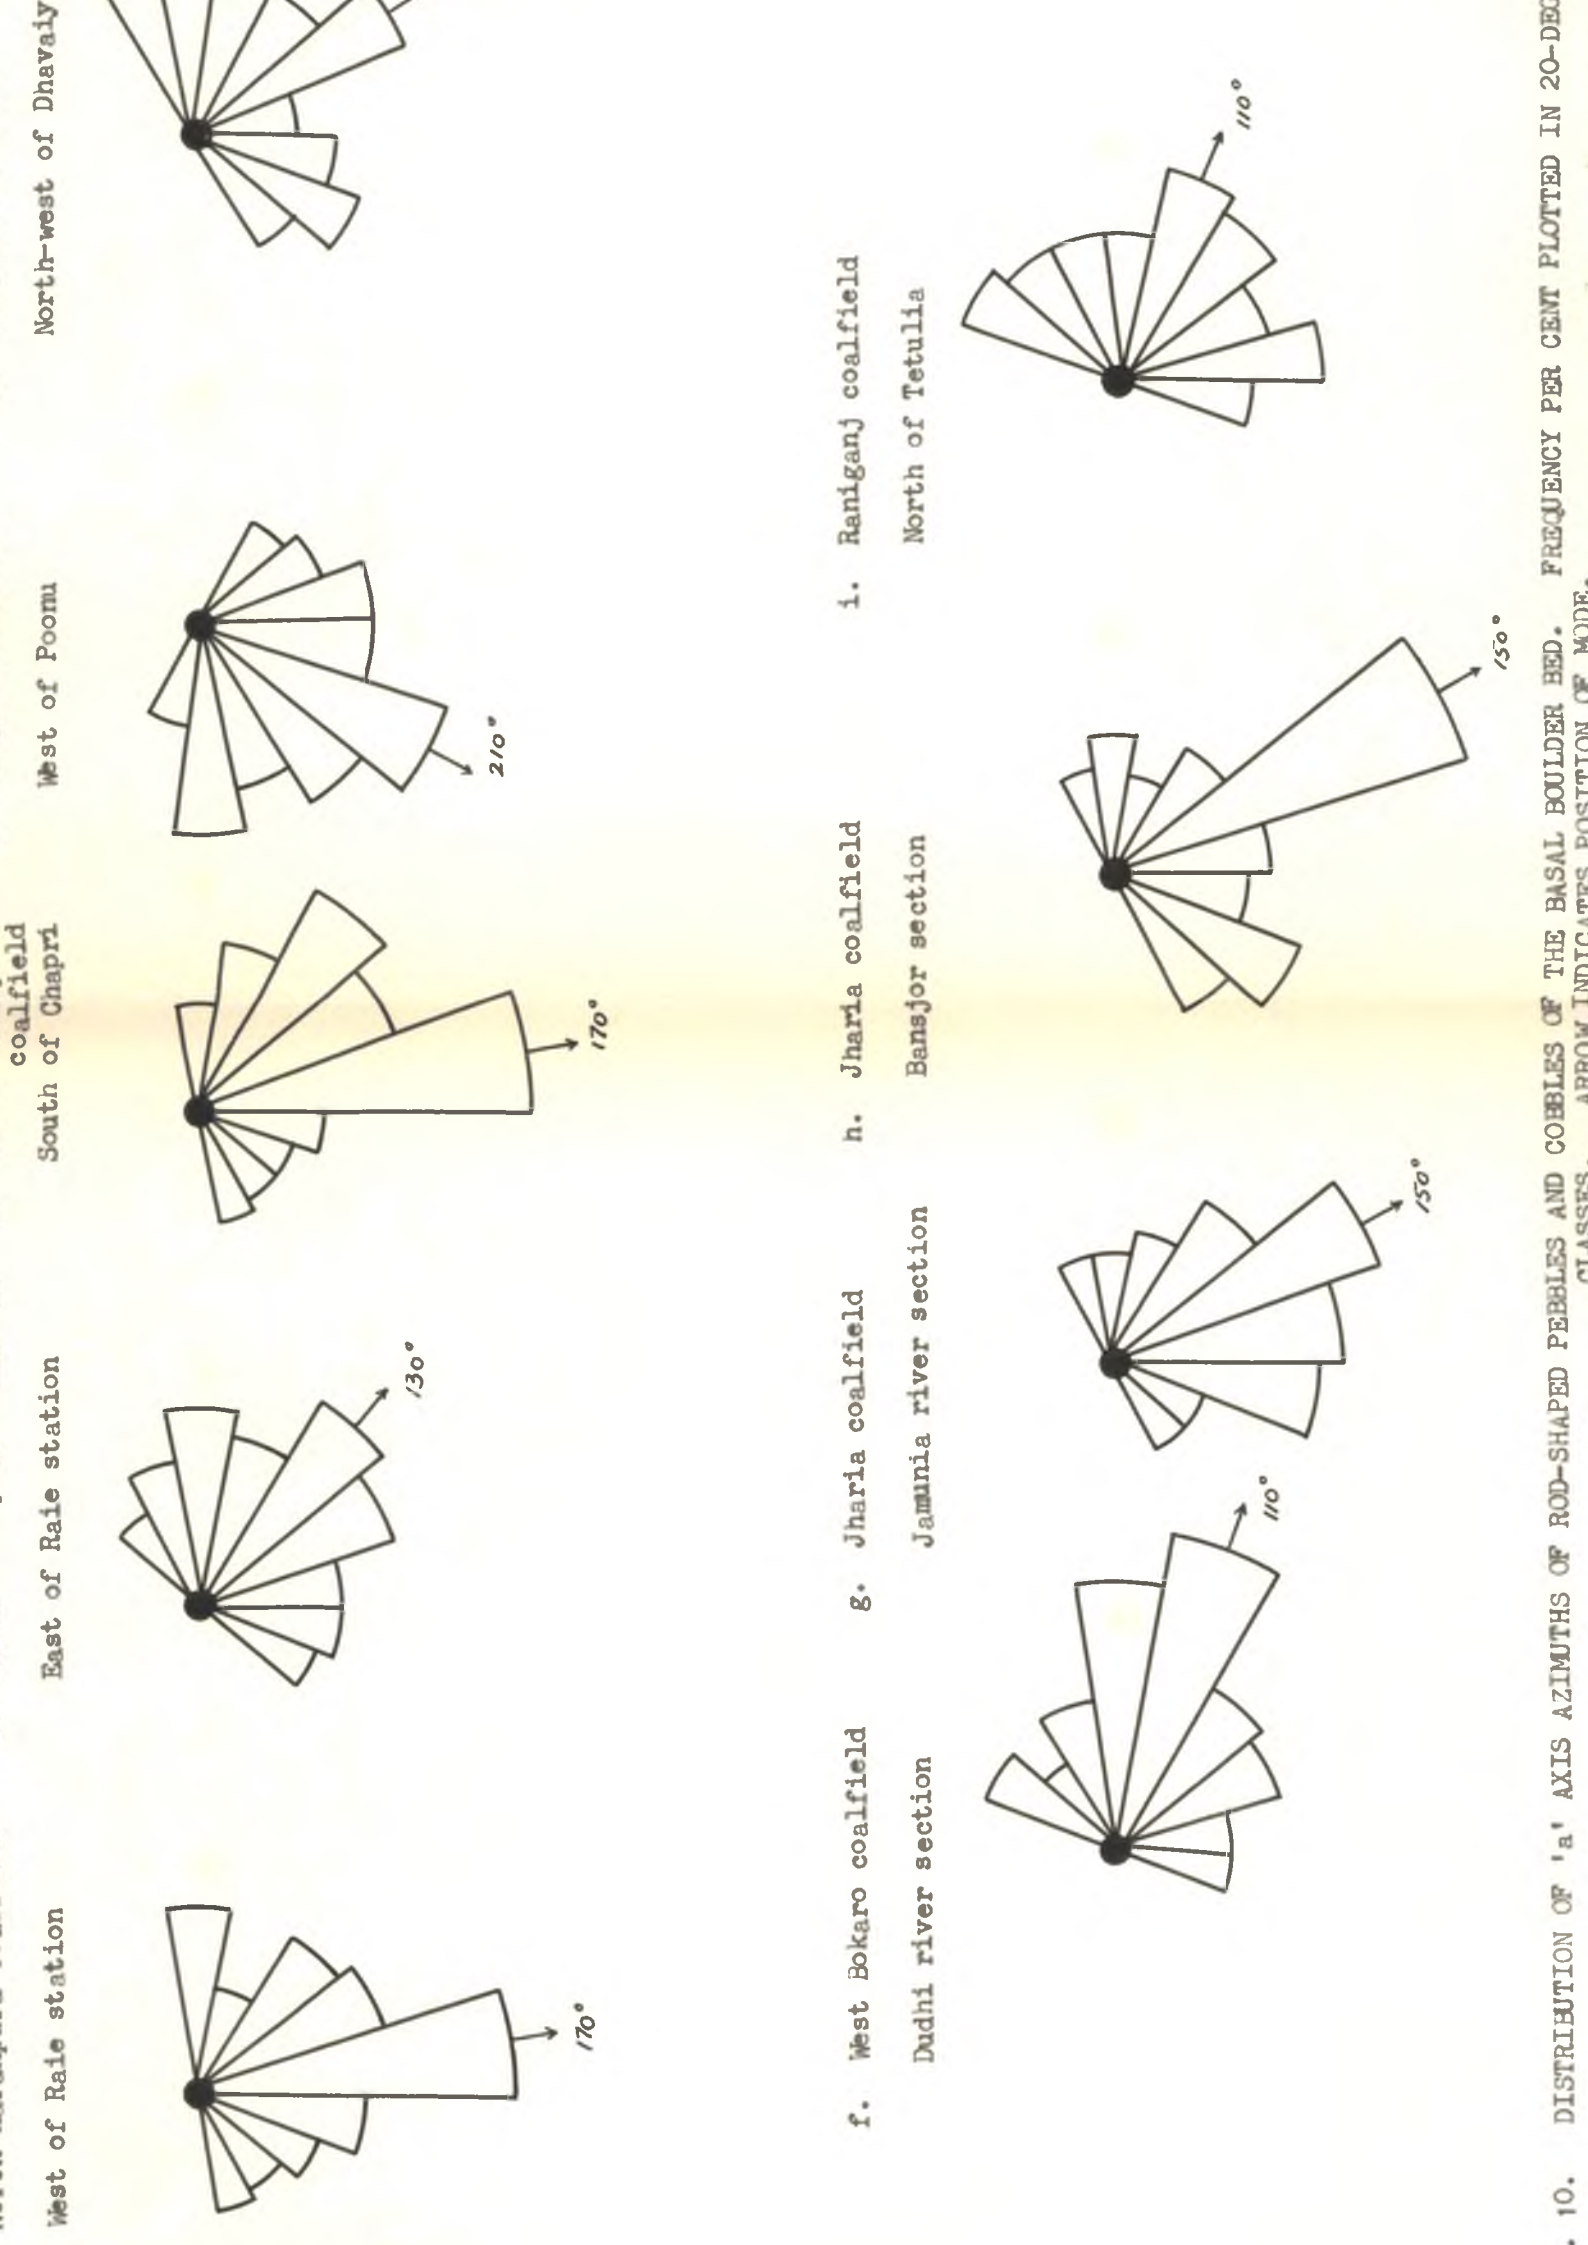 coalfield
West of Raie station
East of Raie station
South of Chapri
West of Poonu
North-west of Dhavaiy
170°
130°
170°
210°
f. West Bokaro coalfield
Dudhi river section
g. Jharia coalfield
Jamunia river section
h. Jharia coalfield
Bansjor section
i. Raniganj coalfield
North of Tetulia
110°
150°
150°
110°
. 10. DISTRIBUTION OF 'a' AXIS AZIMUTHS OF ROD-SHAPED PEBBLES AND COBBLES OF THE BASAL BOULDER BED. FREQUENCY PER CENT PLOTTED IN 20-DEG
CLASSES. ARROW INDICATES POSITION OF MODE.